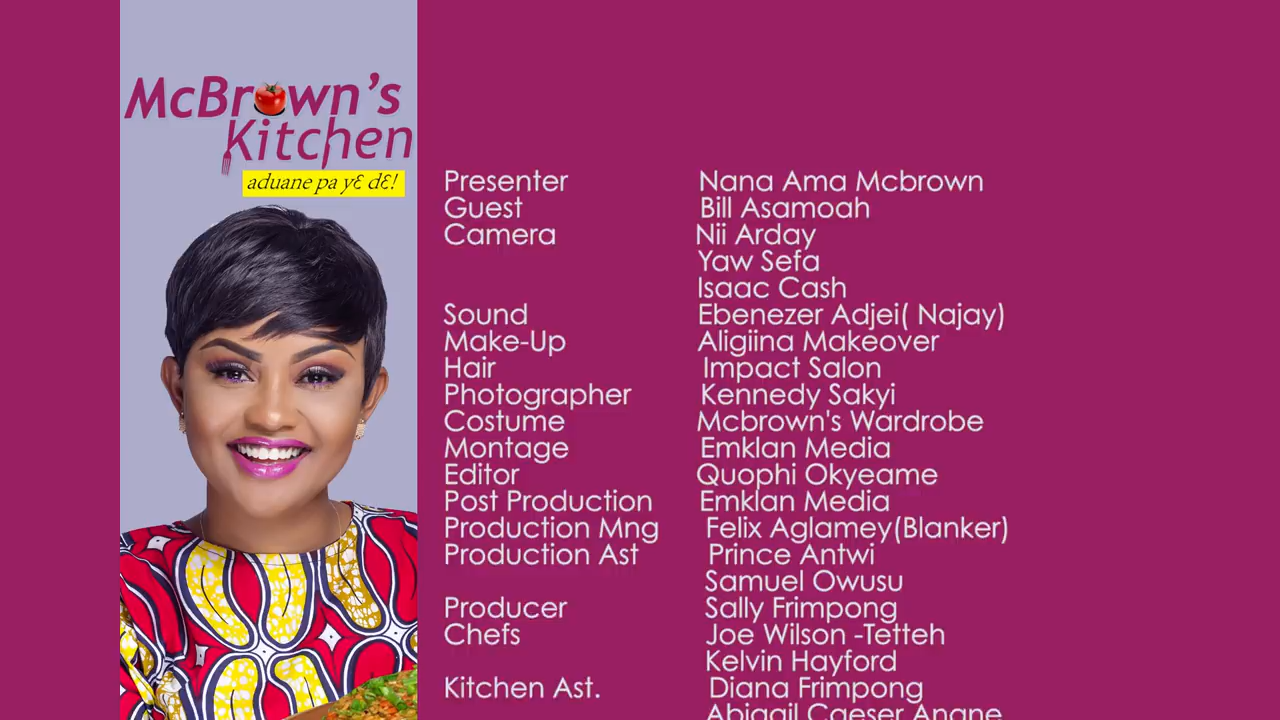 McBrown's
Kitchen
aduane pa yɛ dɛ!
Presenter Nana Ama Mcbrown
Guest Bill Asamoah
Camera Nii Arday
Yaw Sefa
Isaac Cash
Sound Ebenezer Adjei( Najay)
Make-Up Aligiina Makeover
Hair Impact Salon
Photographer Kennedy Sakyi
Costume Mcbrown's Wardrobe
Montage Emklan Media
Editor Quophi Okyeame
Post Production Emklan Media
Production Mng Felix Aglamey(Blanker)
Production Ast Prince Antwi
Samuel Owusu
Producer Sally Frimpong
Chefs Joe Wilson -Tetteh
Kelvin Hayford
Kitchen Ast. Diana Frimpong
Abigail Caeser Anane